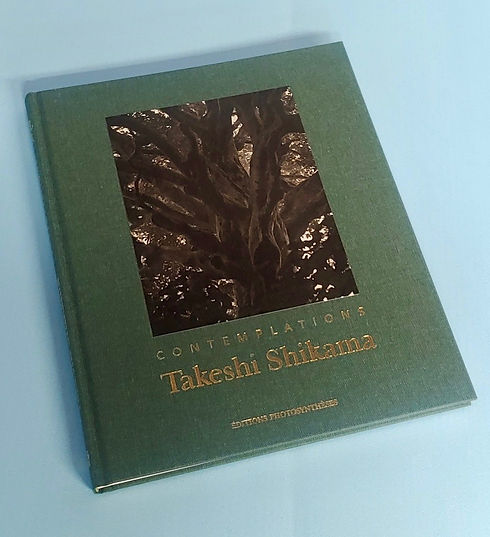 CONTEMPLATIONS
Takeshi Shikama
ÉDITIONS PHOTOSYNTHÈSES